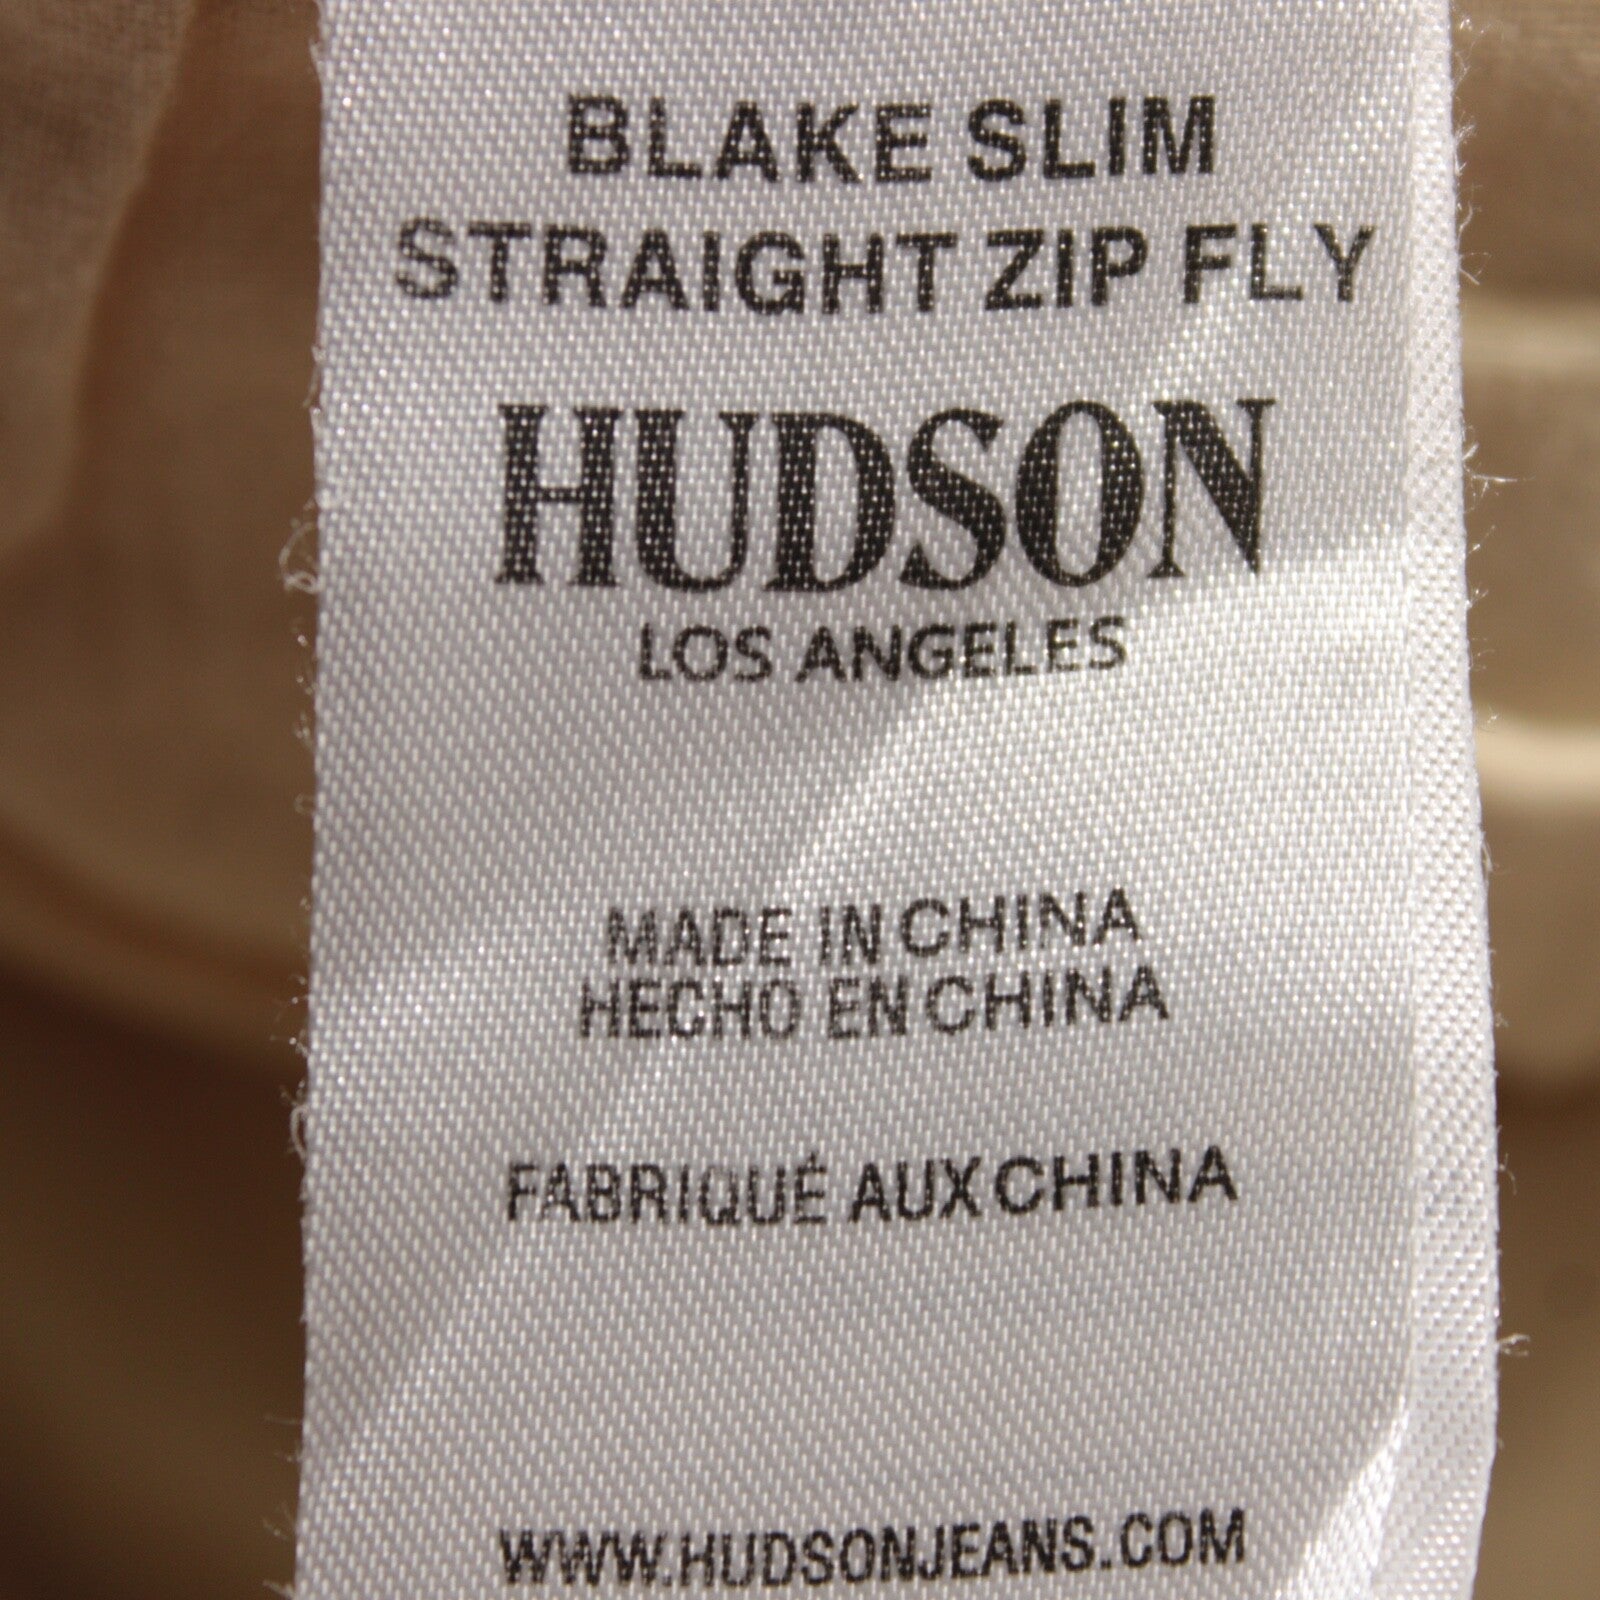 BLAKE SLIM
STRAIGHT ZIP FLY
HUDSON
LOS ANGELES
MADE IN CHINA
HECHO EN CHINA
FABRIQUÉ AUX CHINA
WWW.HUDSONJEANS.COM